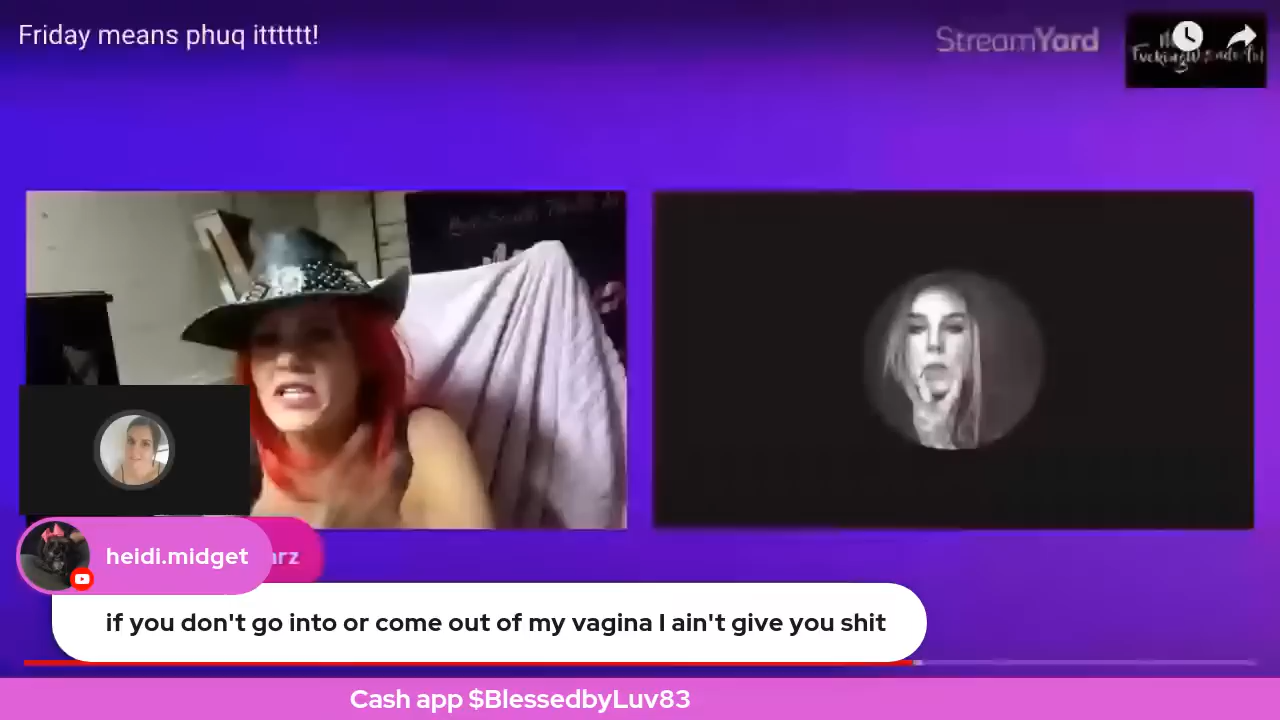 Friday means phuq itttttt!
StreamYard
heidi.midget
rz
if you don't go into or come out of my vagina I ain't give you shit
Cash app $BlessedbyLuv83